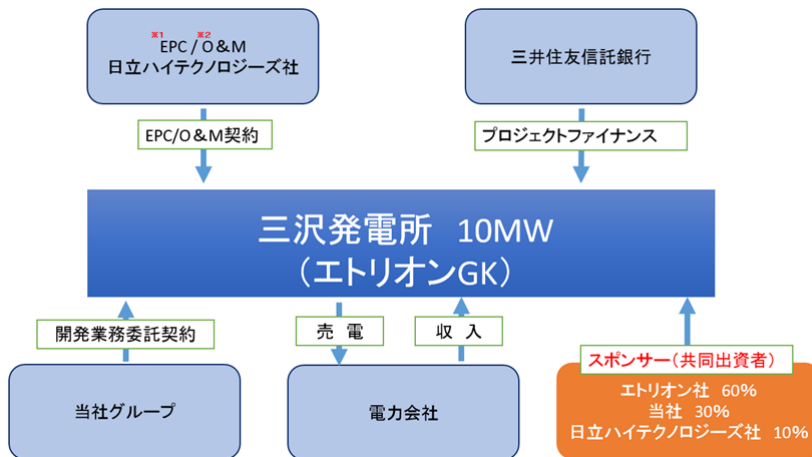 ※1 ※2
EPC / O&M
日立ハイテクノロジーズ社
三井住友信託銀行
EPC/O&M契約
プロジェクトファイナンス
三沢発電所 10MW
（エトリオンGK）
開発業務委託契約
売 電
収 入
スポンサー（共同出資者）
当社グループ
電力会社
エトリオン社 60%
当社 30%
日立ハイテクノロジーズ社 10%